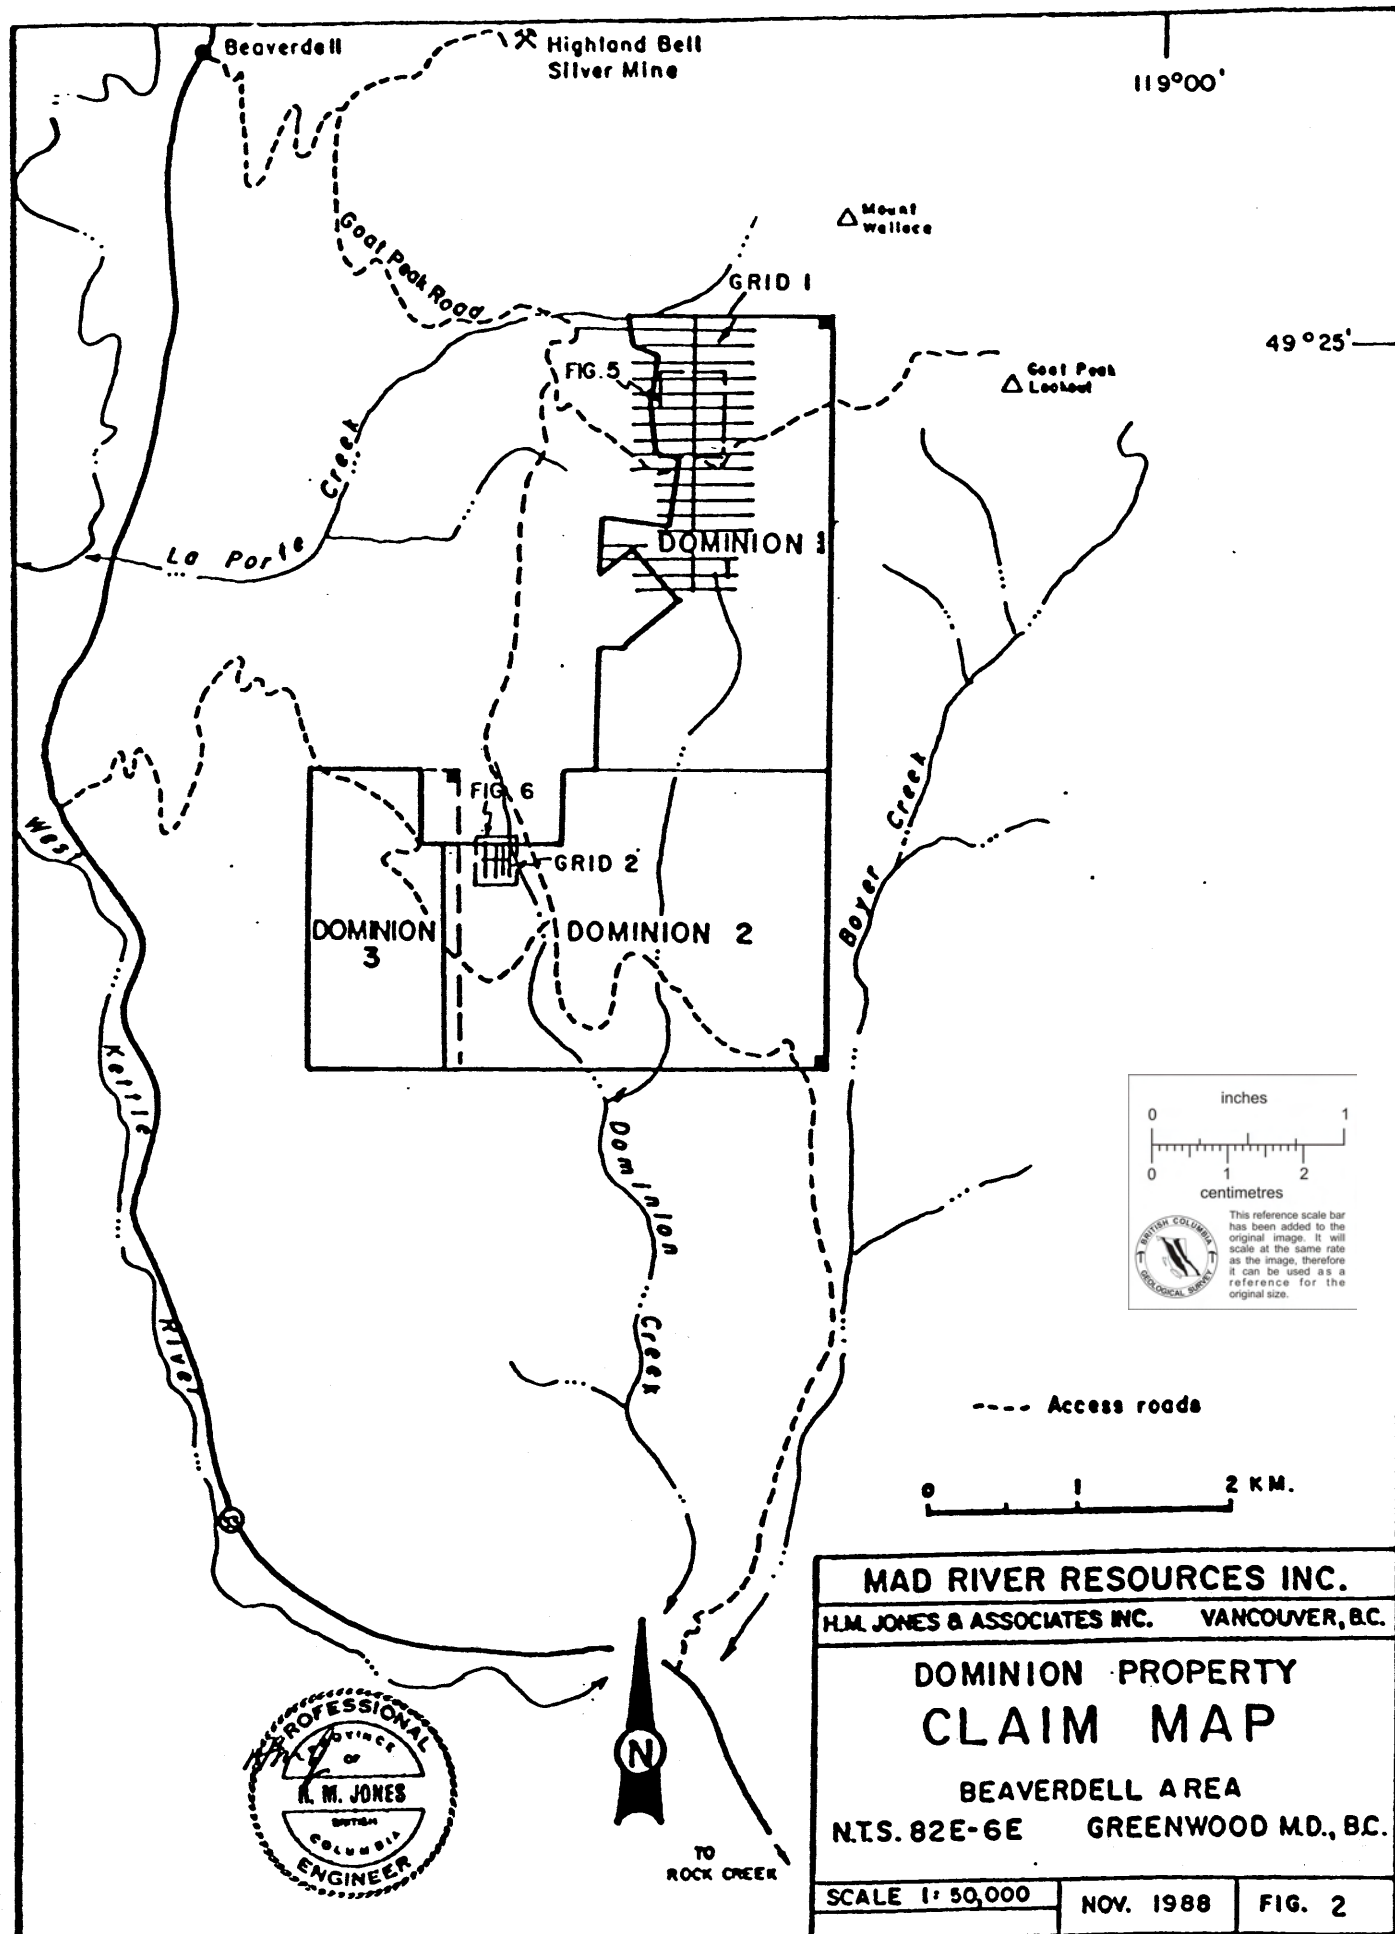 Beaverdell
Highland Bell
Silver Mine
119°00'
Mount
Wallace
Goat Peak Road
GRID 1
49°25'
FIG. 5
Goat Peak
Lookout
Creek
La Porte
DOMINION 1
FIG. 6
GRID 2
Creek
Boyer
Wes
DOMINION
3
DOMINION 2
Kettle
River
Dominion
Creek
inches
0 1
0 1 2
centimetres
This reference scale bar
has been added to the
original image. It will
scale at the same rate
as the image, therefore
it can be used as a
reference for the
original size.
BRITISH COLUMBIA
GEOLOGICAL SURVEY
Access roads
0 1 2 KM.
N
TO
ROCK CREEK
PROFESSIONAL
PROVINCE
OF
H. M. JONES
BRITISH
COLUMBIA
ENGINEER
MAD RIVER RESOURCES INC.
H.M. JONES & ASSOCIATES INC. VANCOUVER, B.C.
DOMINION PROPERTY
CLAIM MAP
BEAVERDELL AREA
N.T.S. 82E-6E GREENWOOD M.D., B.C.
SCALE 1: 50,000
NOV. 1988
FIG. 2